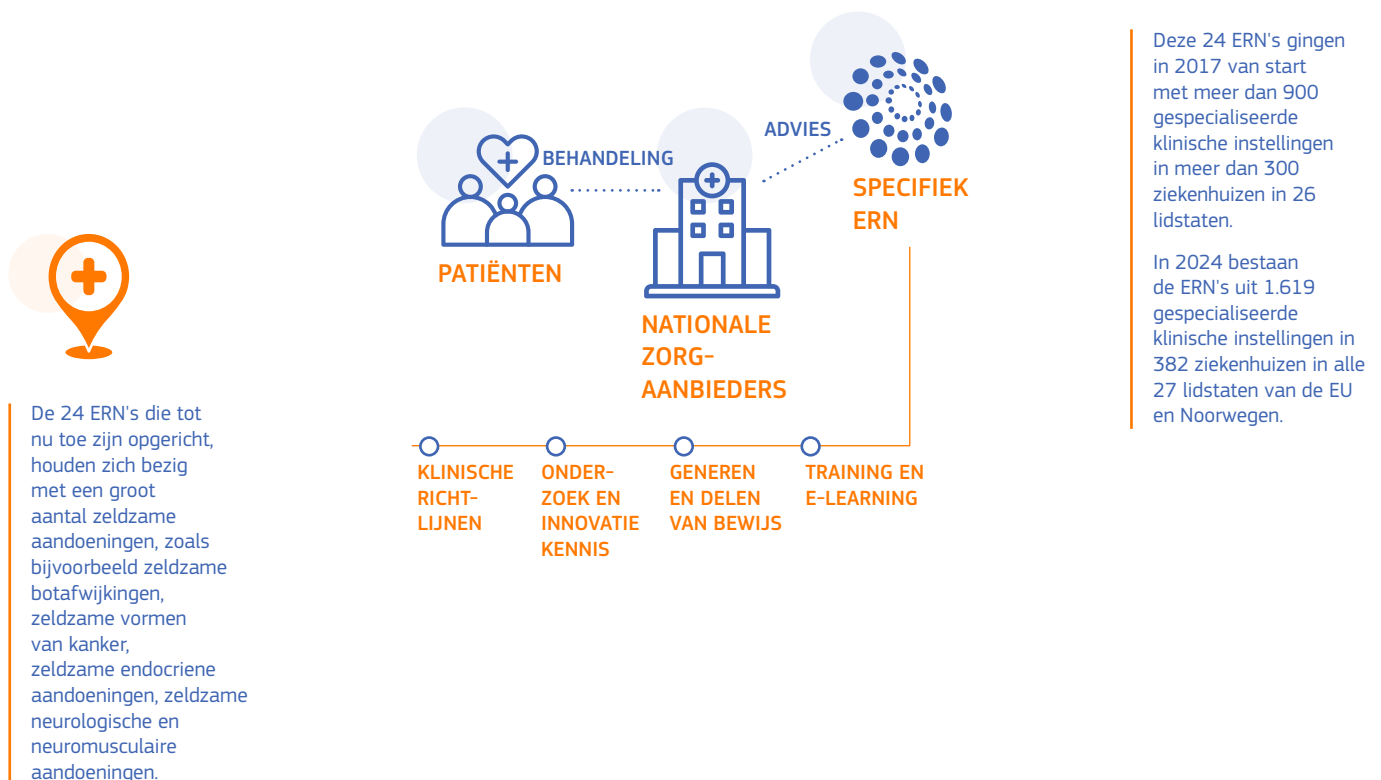 De 24 ERN's die tot
nu toe zijn opgericht,
houden zich bezig
met een groot
aantal zeldzame
aandoeningen, zoals
bijvoorbeeld zeldzame
botafwijkingen,
zeldzame vormen
van kanker,
zeldzame endocriene
aandoeningen, zeldzame
neurologische en
neuromusculaire
aandoeningen.
BEHANDELING
ADVIES
PATIËNTEN
NATIONALE
ZORG-
AANBIEDERS
SPECIFIEK
ERN
KLINISCHE
RICHT-
LIJNEN
ONDER-
ZOEK EN
INNOVATIE
KENNIS
GENEREN
EN DELEN
VAN BEWIJS
TRAINING EN
E-LEARNING
Deze 24 ERN's gingen
in 2017 van start
met meer dan 900
gespecialiseerde
klinische instellingen
in meer dan 300
ziekenhuizen in 26
lidstaten.
In 2024 bestaan
de ERN's uit 1.619
gespecialiseerde
klinische instellingen in
382 ziekenhuizen in alle
27 lidstaten van de EU
en Noorwegen.